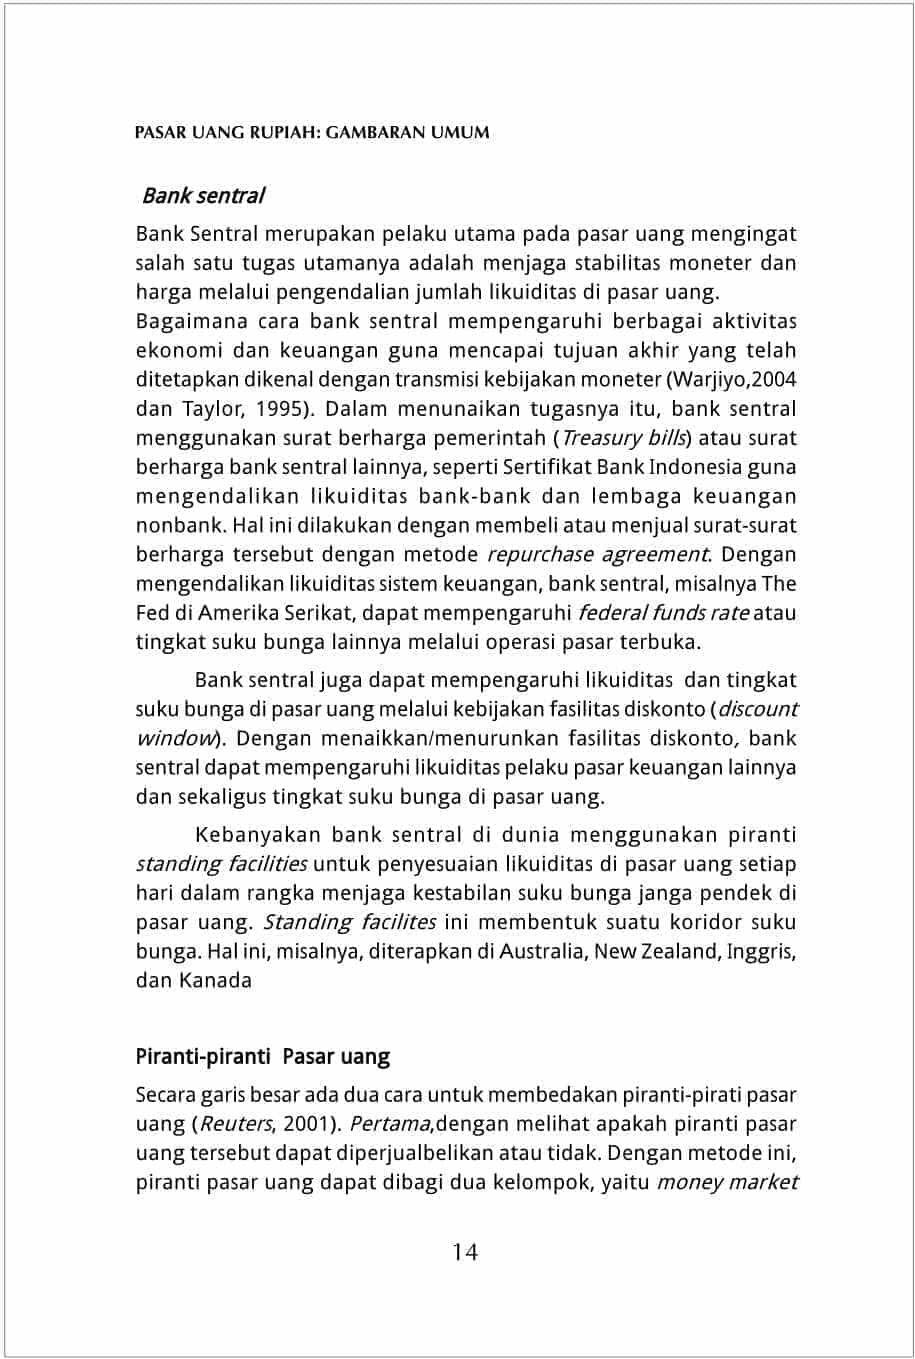 PASAR UANG RUPIAH: GAMBARAN UMUM
Bank sentral
Bank Sentral merupakan pelaku utama pada pasar uang mengingat
salah satu tugas utamanya adalah menjaga stabilitas moneter dan
harga melalui pengendalian jumlah likuiditas di pasar uang.
Bagaimana cara bank sentral mempengaruhi berbagai aktivitas
ekonomi dan keuangan guna mencapai tujuan akhir yang telah
ditetapkan dikenal dengan transmisi kebijakan moneter (Warjiyo,2004
dan Taylor, 1995). Dalam menunaikan tugasnya itu, bank sentral
menggunakan surat berharga pemerintah (Treasury bills) atau surat
berharga bank sentral lainnya, seperti Sertifikat Bank Indonesia guna
mengendalikan likuiditas bank-bank dan lembaga keuangan
nonbank. Hal ini dilakukan dengan membeli atau menjual surat-surat
berharga tersebut dengan metode repurchase agreement. Dengan
mengendalikan likuiditas sistem keuangan, bank sentral, misalnya The
Fed di Amerika Serikat, dapat mempengaruhi federal funds rate atau
tingkat suku bunga lainnya melalui operasi pasar terbuka.
Bank sentral juga dapat mempengaruhi likuiditas dan tingkat
suku bunga di pasar uang melalui kebijakan fasilitas diskonto (discount
window). Dengan menaikkan/menurunkan fasilitas diskonto, bank
sentral dapat mempengaruhi likuiditas pelaku pasar keuangan lainnya
dan sekaligus tingkat suku bunga di pasar uang.
Kebanyakan bank sentral di dunia menggunakan piranti
standing facilities untuk penyesuaian likuiditas di pasar uang setiap
hari dalam rangka menjaga kestabilan suku bunga janga pendek di
pasar uang. Standing facilites ini membentuk suatu koridor suku
bunga. Hal ini, misalnya, diterapkan di Australia, New Zealand, Inggris,
dan Kanada
Piranti-piranti Pasar uang
Secara garis besar ada dua cara untuk membedakan piranti-pirati pasar
uang (Reuters, 2001). Pertama,dengan melihat apakah piranti pasar
uang tersebut dapat diperjualbelikan atau tidak. Dengan metode ini,
piranti pasar uang dapat dibagi dua kelompok, yaitu money market
14